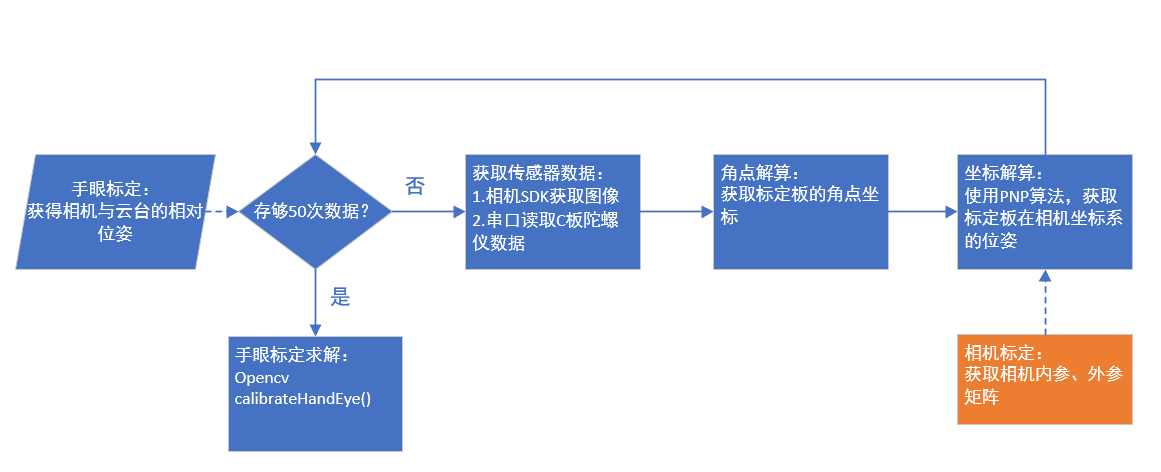 手眼标定：
获得相机与云台的相对
位姿
存够50次数据？
否
获取传感器数据：
1.相机SDK获取图像
2.串口读取C板陀螺
仪数据
角点解算：
获取标定板的角点坐
标
坐标解算：
使用PNP算法，获取
标定板在相机坐标系
的位姿
是
手眼标定求解：
Opencv
calibrateHandEye()
相机标定：
获取相机内参、外参
矩阵